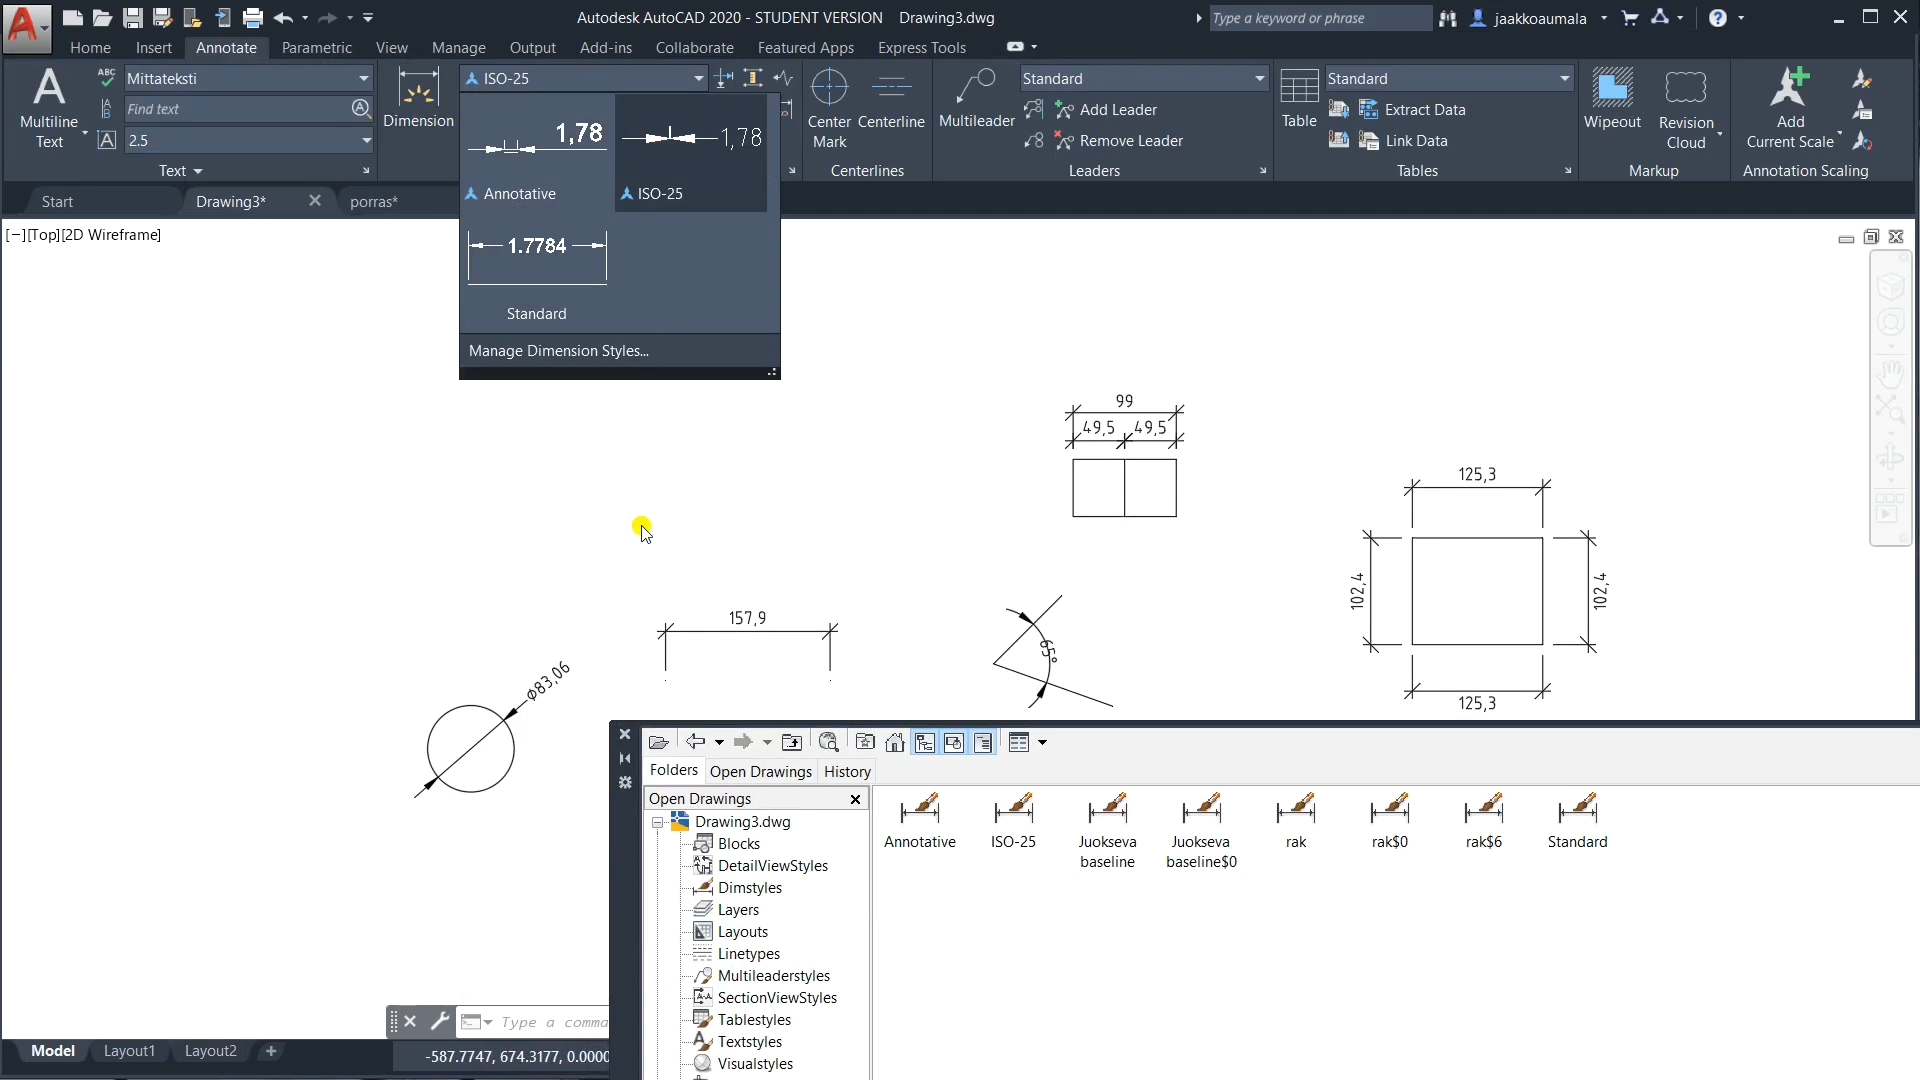 Autodesk AutoCAD 2020 - STUDENT VERSION Drawing3.dwg
Type a keyword or phrase
jaakkoaumala
Home Insert Annotate Parametric View Manage Output Add-ins Collaborate Featured Apps Express Tools
Multiline Text
Mittateksti
Find text
2.5
Text
Dimension
ISO-25
1,78
Annotative
1,78
ISO-25
1.7784
Standard
Manage Dimension Styles...
Center Mark
Centerline
Centerlines
Multileader
Standard
Add Leader
Remove Leader
Leaders
Table
Standard
Extract Data
Link Data
Tables
Wipeout
Revision Cloud
Markup
Add Current Scale
Annotation Scaling
Start Drawing3* porras*
[−][Top][2D Wireframe]
99
49,5 49,5
125,3
102,4
102,4
125,3
157,9
65°
ϕ83,06
Folders Open Drawings History
Open Drawings
Drawing3.dwg
Blocks
DetailViewStyles
Dimstyles
Layers
Layouts
Linetypes
Multileaderstyles
SectionViewStyles
Tablestyles
Textstyles
Visualstyles
Annotative
ISO-25
Juokseva baseline
Juokseva baseline$0
rak
rak$0
rak$6
Standard
Type a comma
Model Layout1 Layout2
-587.7747, 674.3177, 0.0000